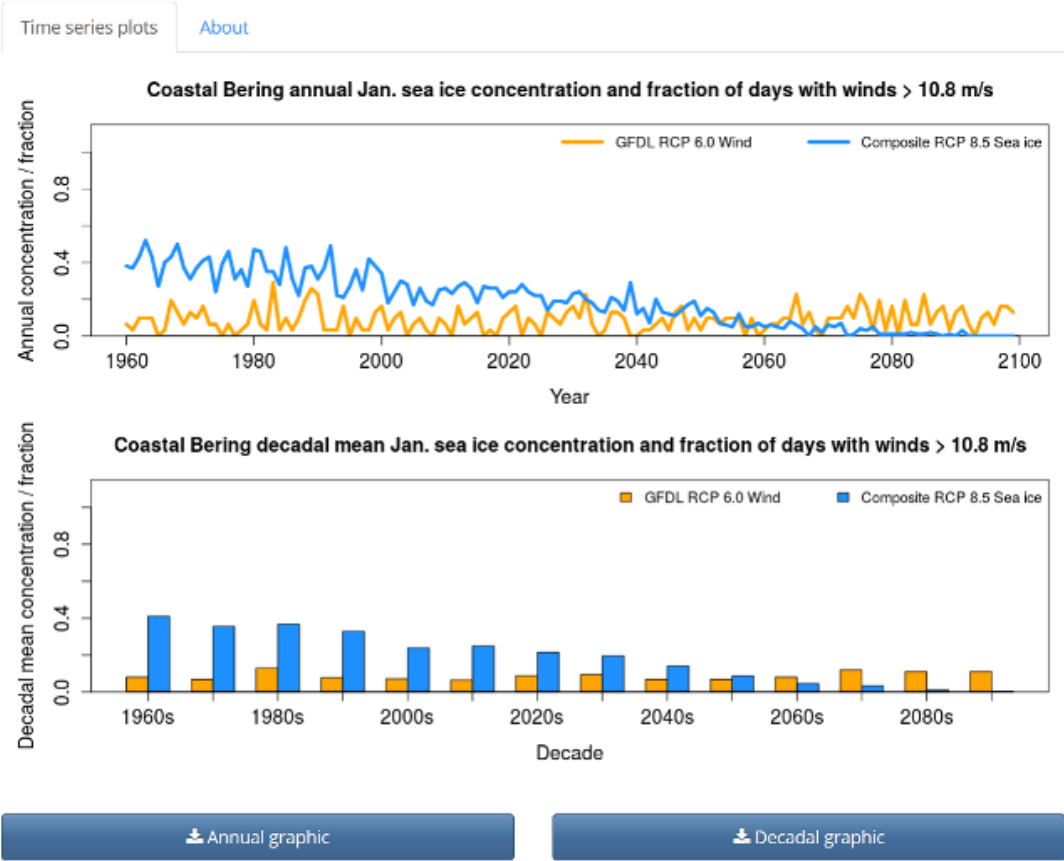 Time series plots About
Coastal Bering annual Jan. sea ice concentration and fraction of days with winds > 10.8 m/s
Annual concentration / fraction
GFDL RCP 6.0 Wind Composite RCP 8.5 Sea ice
0.8
0.4
0.0
1960 1980 2000 2020 2040 2060 2080 2100
Year
Coastal Bering decadal mean Jan. sea ice concentration and fraction of days with winds > 10.8 m/s
Decadal mean concentration / fraction
GFDL RCP 6.0 Wind Composite RCP 8.5 Sea ice
0.8
0.4
0.0
1960s 1980s 2000s 2020s 2040s 2060s 2080s
Decade
Annual graphic Decadal graphic